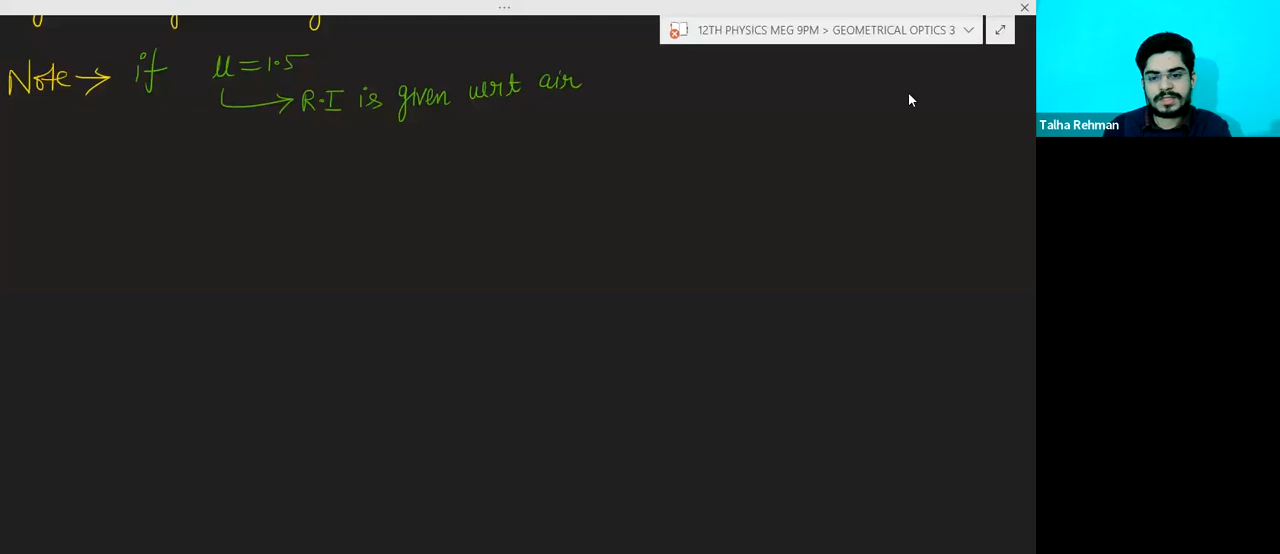 12TH PHYSICS MEG 9PM > GEOMETRICAL OPTICS 3
Note → if μ = 1.5
↳ R.I is given wrt air
Talha Rehman